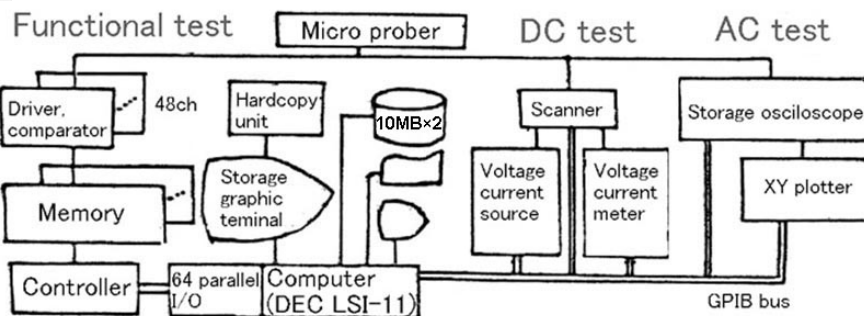 Functional test
Micro prober
DC test
AC test
Driver,
comparator
48ch
Hardcopy
unit
10MB×2
Scanner
Storage osciloscope
Memory
Storage
graphic
teminal
Voltage
current
source
Voltage
current
meter
XY plotter
Controller
64 parallel
I/O
Computer
(DEC LSI-11)
GPIB bus